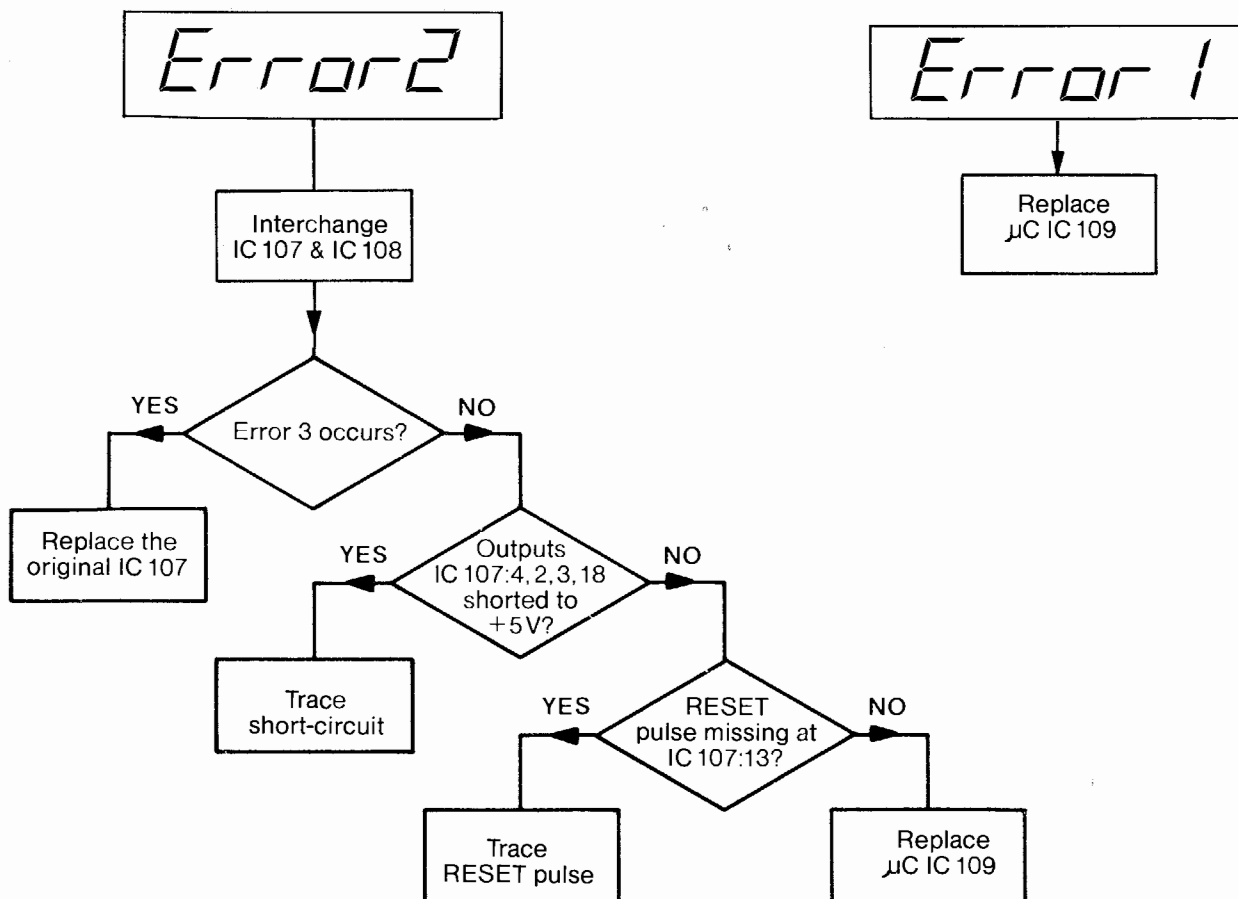 Error2
Error 1
Interchange
IC 107 & IC 108
Replace
µC IC 109
YES
NO
Error 3 occurs?
Replace the
original IC 107
YES
NO
Outputs
IC 107:4, 2, 3, 18
shorted to
+5V?
Trace
short-circuit
YES
NO
RESET
pulse missing at
IC 107:13?
Trace
RESET pulse
Replace
µC IC 109